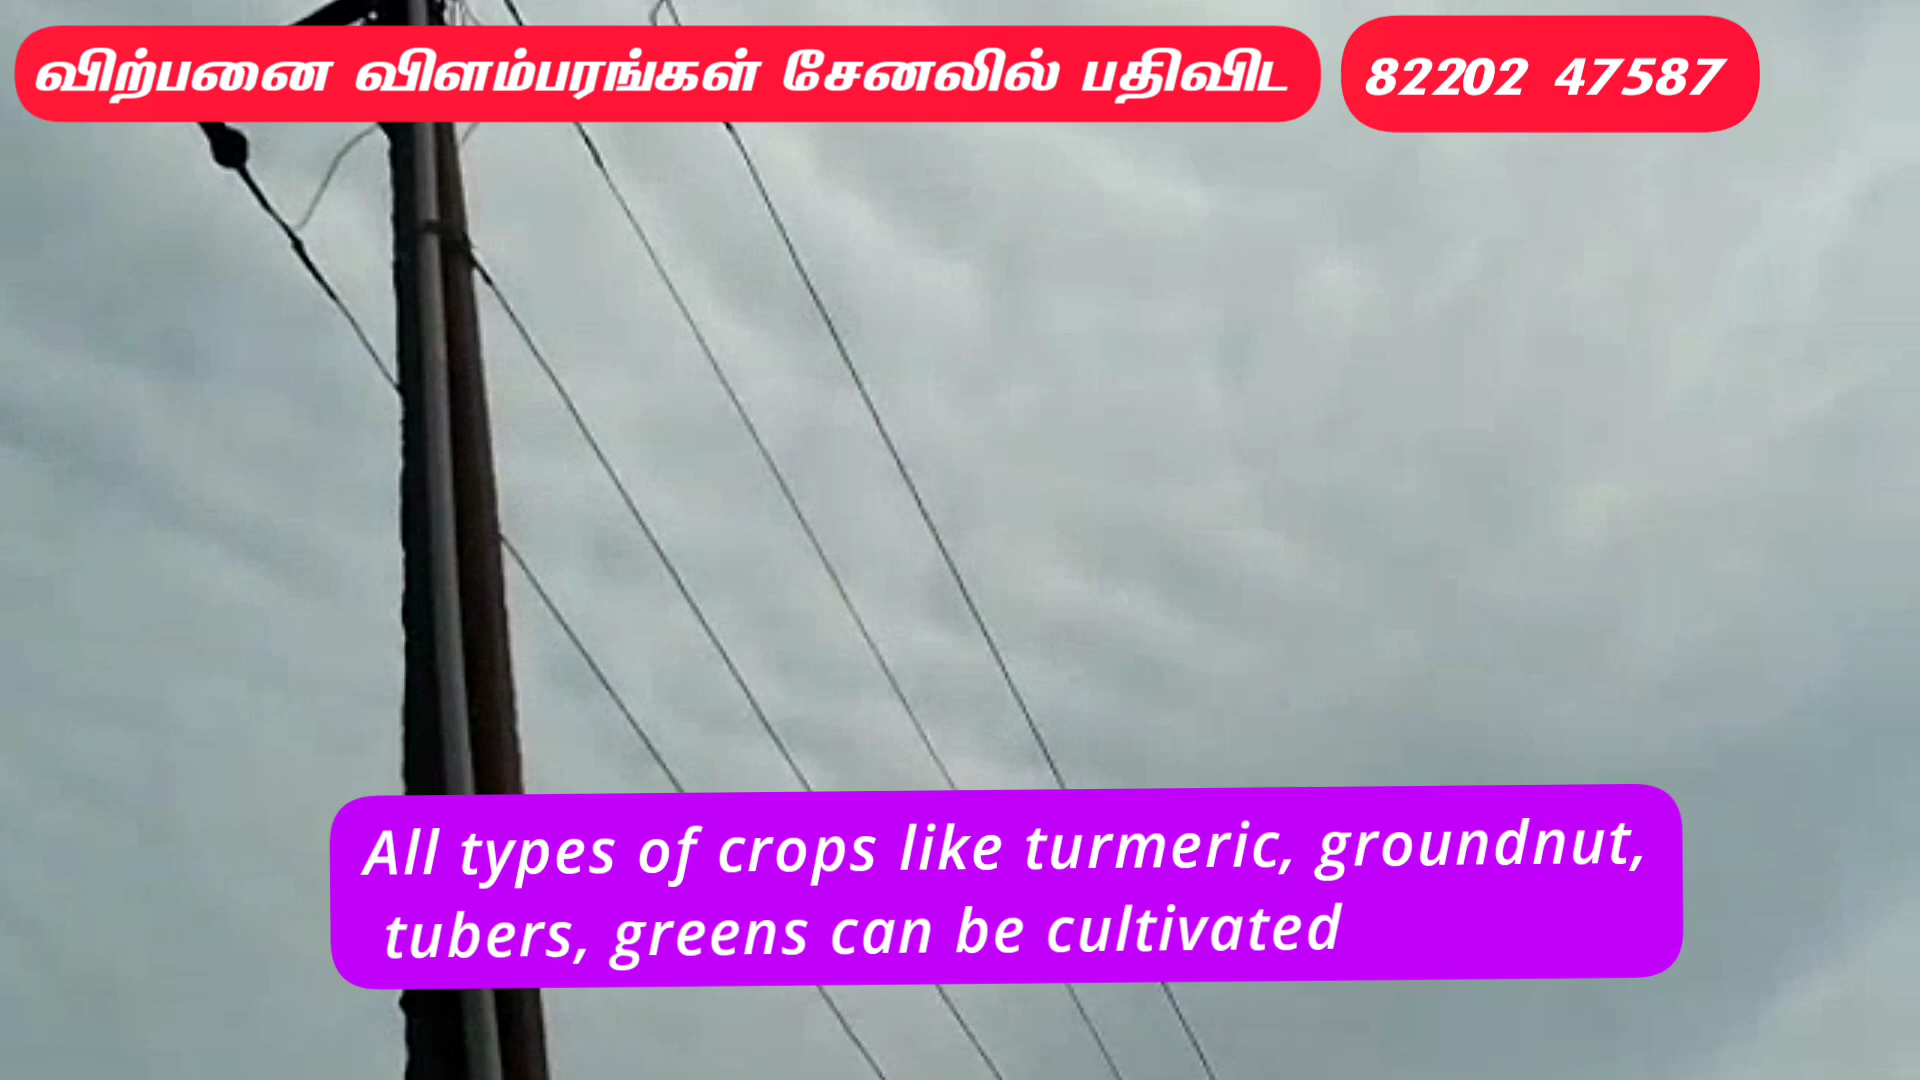 விற்பனை விளம்பரங்கள் சேனலில் பதிவிட 82202 47587
All types of crops like turmeric, groundnut,
tubers, greens can be cultivated